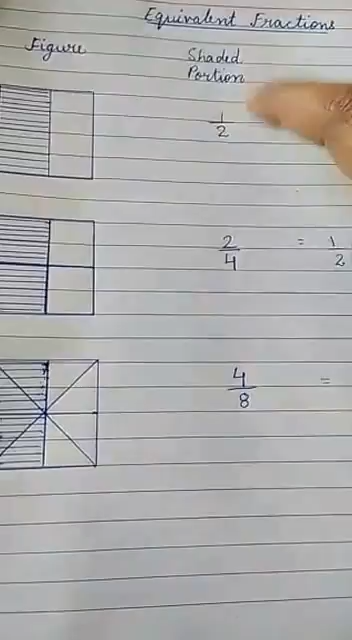 Equivalent Fractions
Figure
Shaded
Portion
1/2
2/4 = 1/2
4/8 =